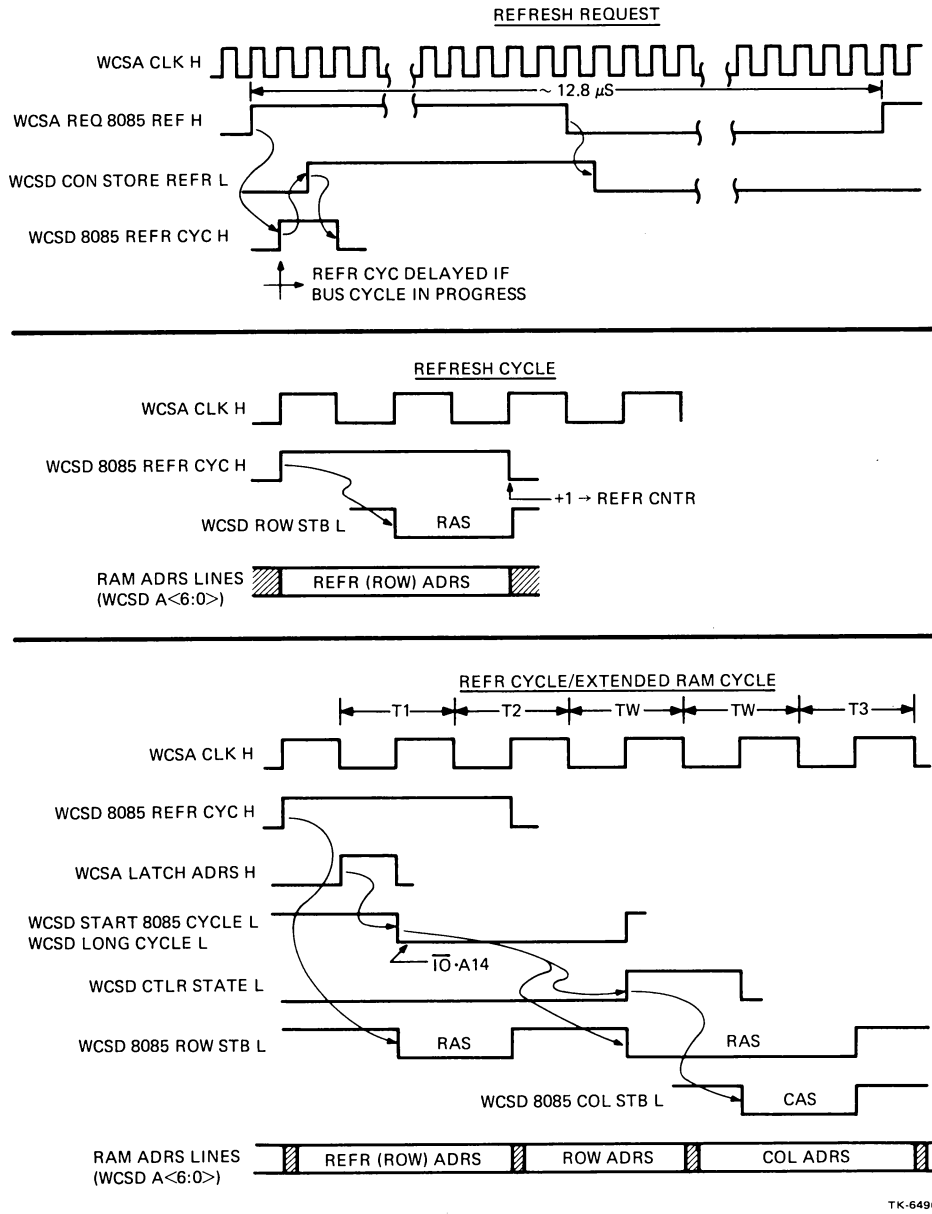 REFRESH REQUEST
WCSA CLK H
~ 12.8 μS
WCSA REQ 8085 REF H
WCSD CON STORE REFR L
WCSD 8085 REFR CYC H
REFR CYC DELAYED IF
BUS CYCLE IN PROGRESS
REFRESH CYCLE
WCSA CLK H
WCSD 8085 REFR CYC H
+1 → REFR CNTR
WCSD ROW STB L
RAS
RAM ADRS LINES
(WCSD A<6:0>)
REFR (ROW) ADRS
REFR CYCLE/EXTENDED RAM CYCLE
T1 T2 TW TW T3
WCSA CLK H
WCSD 8085 REFR CYC H
WCSA LATCH ADRS H
WCSD START 8085 CYCLE L
WCSD LONG CYCLE L
I̅O̅·A14
WCSD CTLR STATE L
WCSD 8085 ROW STB L
RAS RAS
WCSD 8085 COL STB L
CAS
RAM ADRS LINES
(WCSD A<6:0>)
REFR (ROW) ADRS ROW ADRS COL ADRS